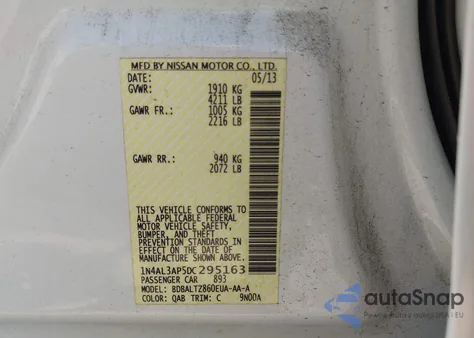 MFD BY NISSAN MOTOR CO., LTD.
DATE: 05/13
GVWR: 1910 KG
4211 LB
GAWR FR.: 1005 KG
2216 LB
GAWR RR.: 940 KG
2072 LB
THIS VEHICLE CONFORMS TO
ALL APPLICABLE FEDERAL
MOTOR VEHICLE SAFETY,
BUMPER, AND THEFT
PREVENTION STANDARDS IN
EFFECT ON THE DATE OF
MANUFACTURE SHOWN ABOVE.
1N4AL3AP5DC295163
PASSENGER CAR 893
MODEL: BDBALTZ860EUA-AA-A
COLOR: QAB TRIM: C 9N00A
autoSnap